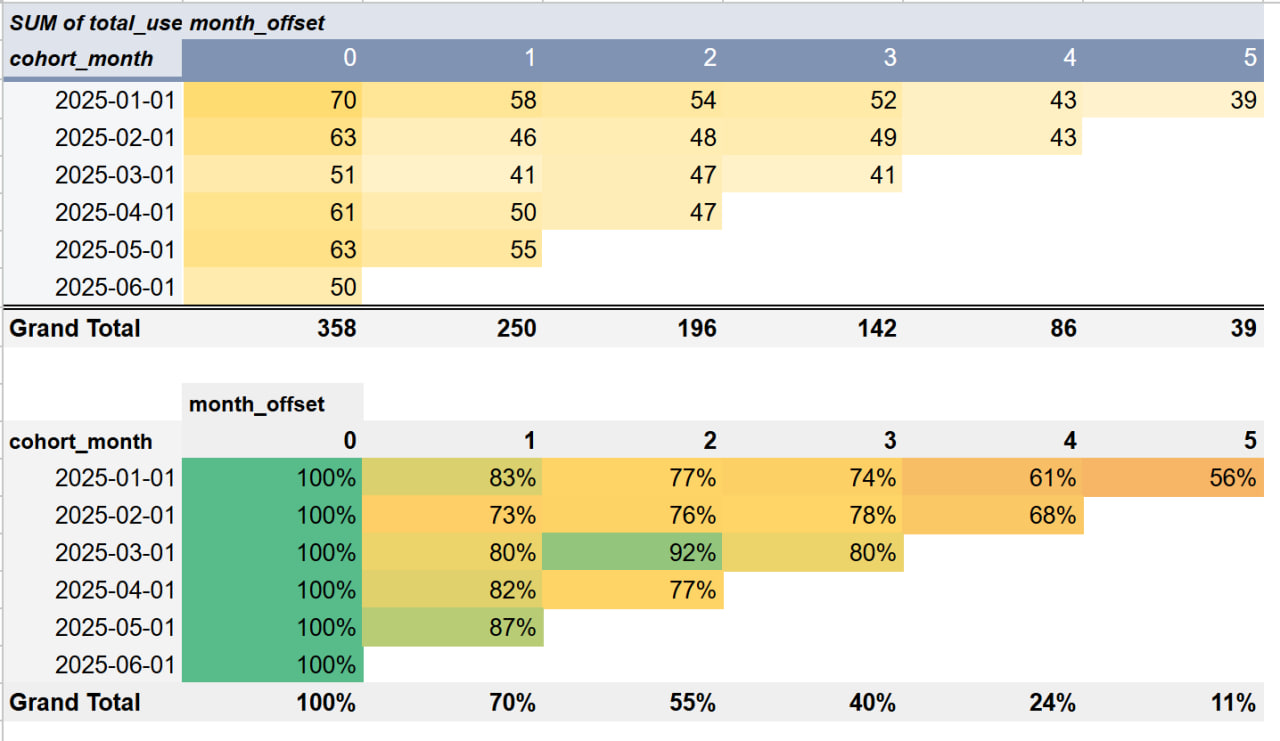 SUM of total_use month_offset
cohort_month 0 1 2 3 4 5
2025-01-01 70 58 54 52 43 39
2025-02-01 63 46 48 49 43
2025-03-01 51 41 47 41
2025-04-01 61 50 47
2025-05-01 63 55
2025-06-01 50
Grand Total 358 250 196 142 86 39
month_offset
cohort_month 0 1 2 3 4 5
2025-01-01 100% 83% 77% 74% 61% 56%
2025-02-01 100% 73% 76% 78% 68%
2025-03-01 100% 80% 92% 80%
2025-04-01 100% 82% 77%
2025-05-01 100% 87%
2025-06-01 100%
Grand Total 100% 70% 55% 40% 24% 11%